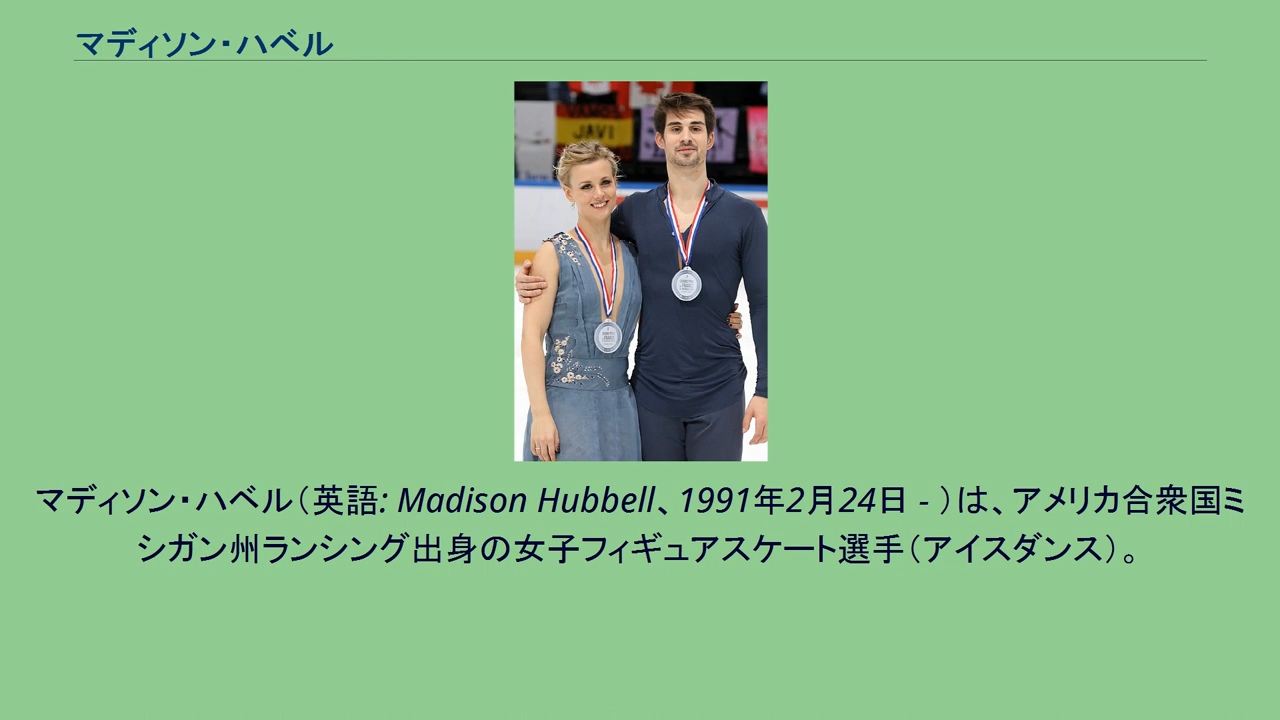 マディソン・ハベル
JAVI
マディソン・ハベル（英語: Madison Hubbell、1991年2月24日 - ）は、アメリカ合衆国ミ
シガン州ランシング出身の女子フィギュアスケート選手（アイスダンス）。